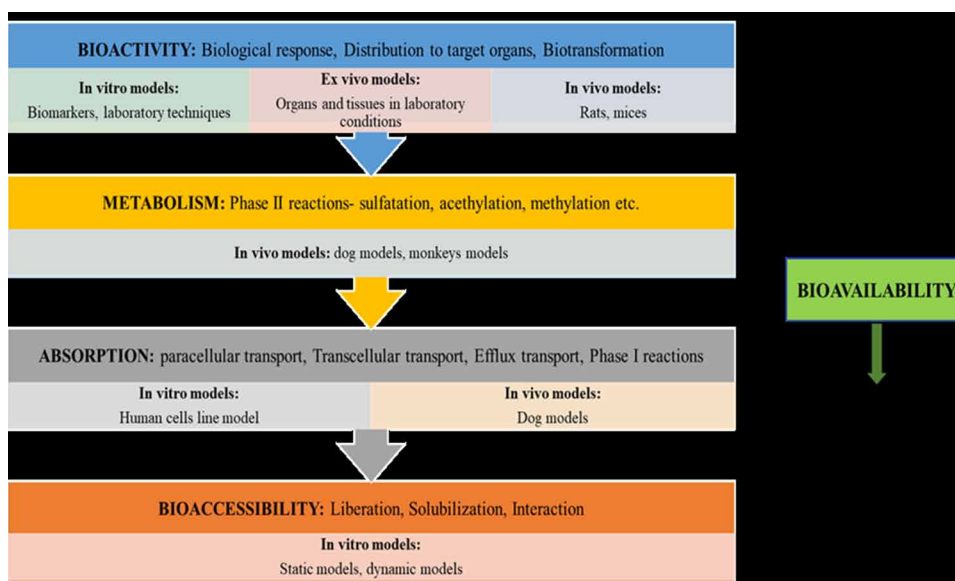 BIOACTIVITY: Biological response, Distribution to target organs, Biotransformation
In vitro models:
Biomarkers, laboratory techniques
Ex vivo models:
Organs and tissues in laboratory
conditions
In vivo models:
Rats, mices
METABOLISM: Phase II reactions- sulfatation, acethylation, methylation etc.
In vivo models: dog models, monkeys models
BIOAVAILABILITY
ABSORPTION: paracellular transport, Transcellular transport, Efflux transport, Phase I reactions
In vitro models:
Human cells line model
In vivo models:
Dog models
BIOACCESSIBILITY: Liberation, Solubilization, Interaction
In vitro models:
Static models, dynamic models